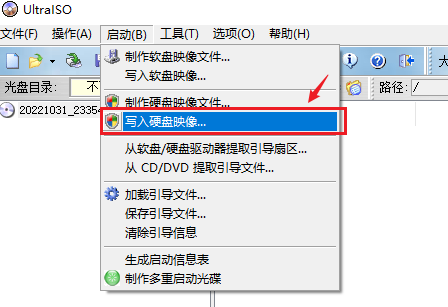 UltraISO
文件(F) 操作(A) 启动(B) 工具(T) 选项(O) 帮助(H)
制作软盘映像文件...
写入软盘映像...
光盘目录:
路径: /
制作硬盘映像文件...
20221031_2335
写入硬盘映像...
从软盘/硬盘驱动器提取引导扇区...
从 CD/DVD 提取引导文件...
加载引导文件...
保存引导文件...
清除引导信息
生成启动信息表
制作多重启动光碟